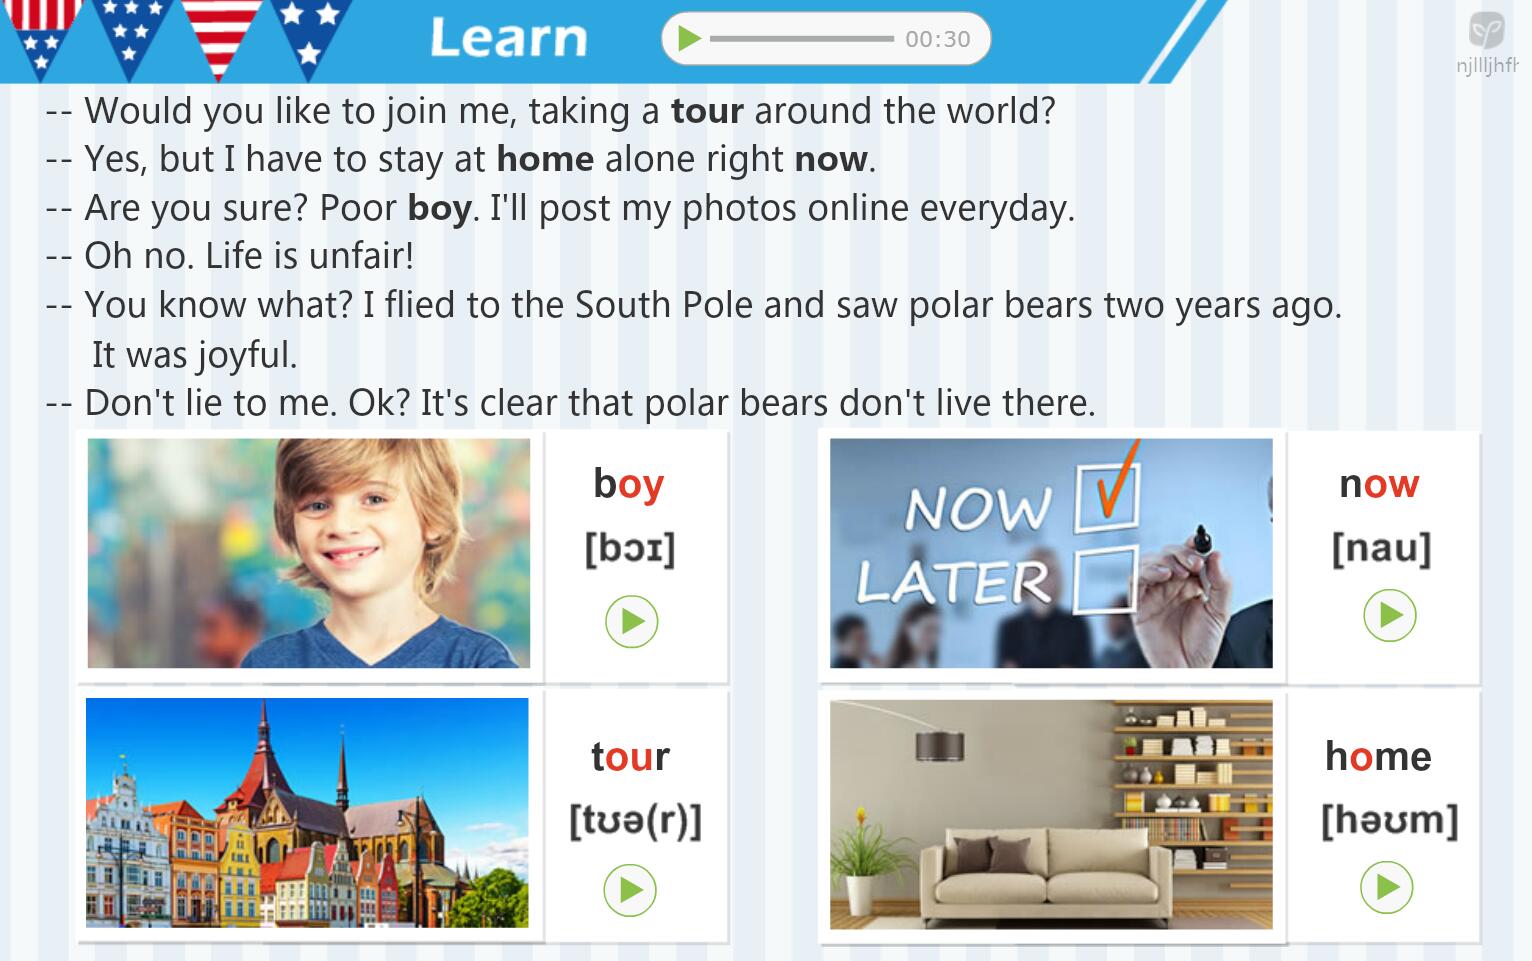 Learn
00:30
njllljhfh
-- Would you like to join me, taking a tour around the world?
-- Yes, but I have to stay at home alone right now.
-- Are you sure? Poor boy. I'll post my photos online everyday.
-- Oh no. Life is unfair!
-- You know what? I flied to the South Pole and saw polar bears two years ago.
It was joyful.
-- Don't lie to me. Ok? It's clear that polar bears don't live there.
boy
[bɔɪ]
NOW
LATER
now
[nau]
tour
[tʊə(r)]
home
[həʊm]